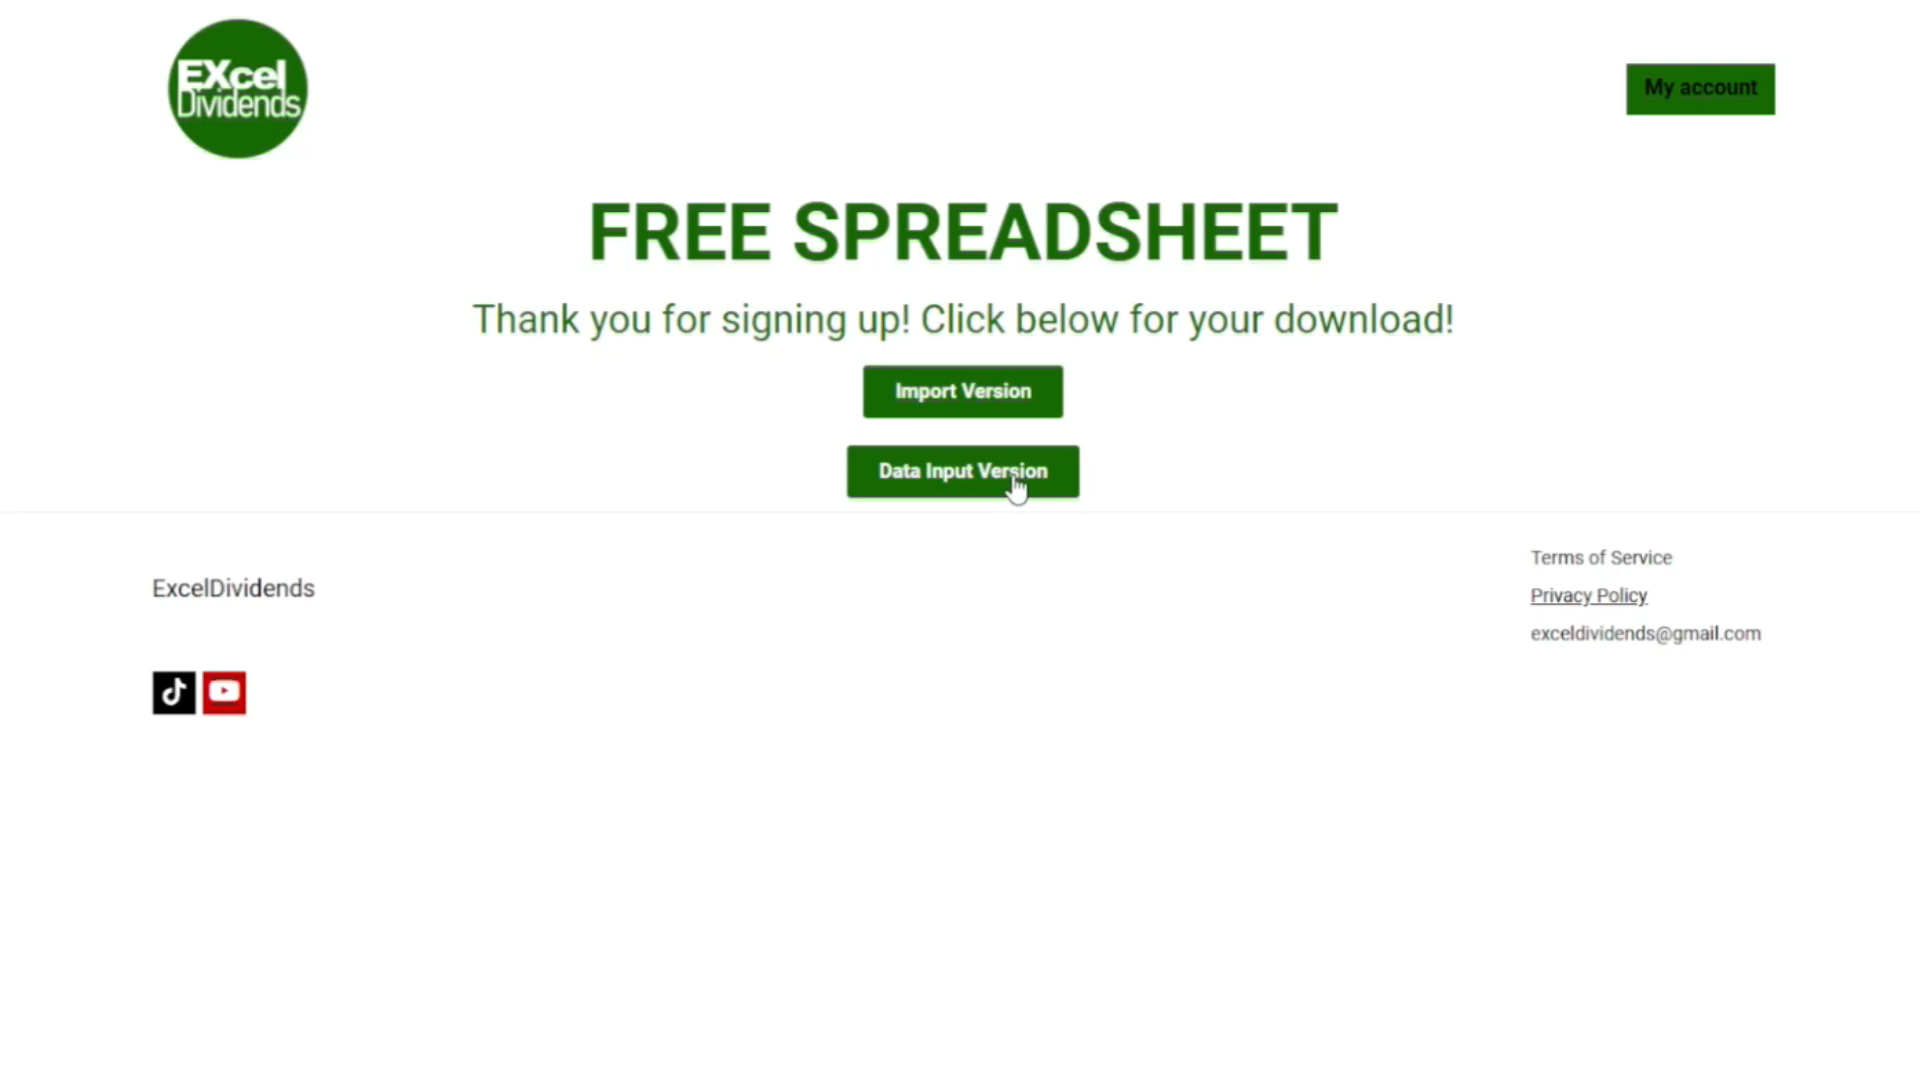 EXcel
Dividends
My account
FREE SPREADSHEET
Thank you for signing up! Click below for your download!
Import Version
Data Input Version
ExcelDividends
Terms of Service
Privacy Policy
exceldividends@gmail.com